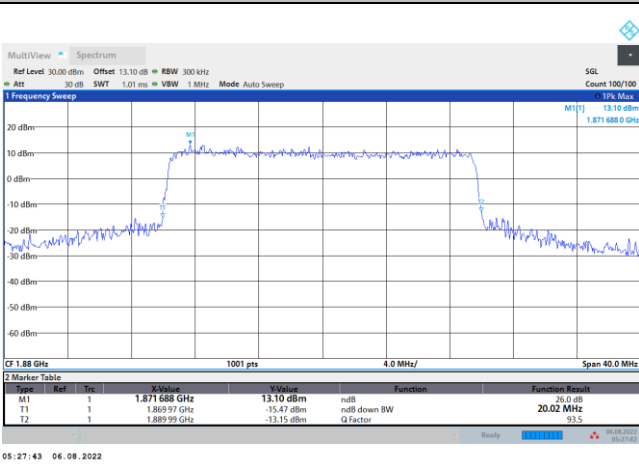 MultiView Spectrum
Ref Level 30.00 dBm Offset 13.10 dB RBW 300 kHz SGL
Att 30 dB SWT 1.01 ms VBW 1 MHz Mode Auto Sweep Count 100/100
1 Frequency Sweep 1Pk Max
M1[1] 13.10 dBm
1.871 688 0 GHz
20 dBm
M1
10 dBm
0 dBm
-10 dBm
T1 T2
-20 dBm
-30 dBm
-40 dBm
-50 dBm
-60 dBm
CF 1.88 GHz 1001 pts 4.0 MHz/ Span 40.0 MHz
2 Marker Table
Type Ref Trc X-Value Y-Value Function Function Result
M1 1 1.871 688 GHz 13.10 dBm ndB 26.0 dB
T1 1 1.869 97 GHz -15.47 dBm ndB down BW 20.02 MHz
T2 1 1.889 99 GHz -13.15 dBm Q Factor 93.5
Ready 06.08.2022
05:27:42
05:27:43 06.08.2022